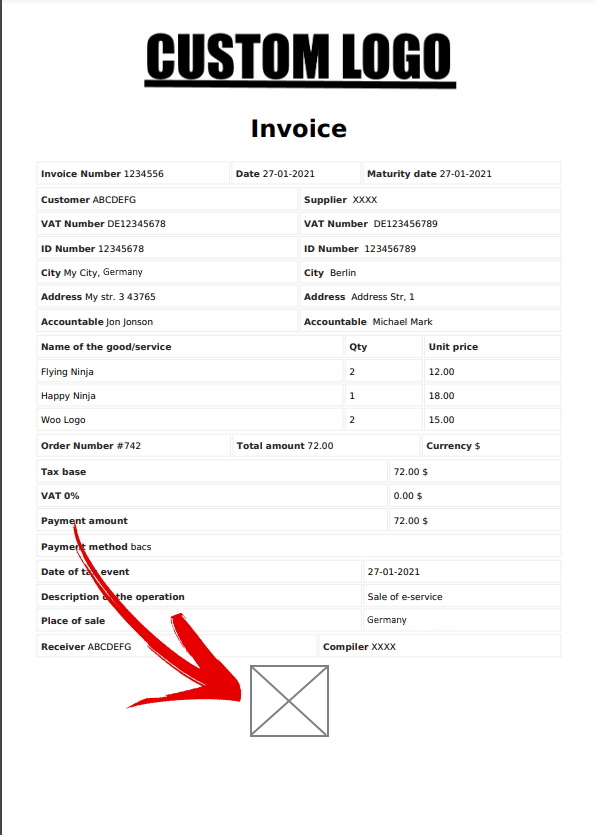 CUSTOM LOGO
Invoice
Invoice Number 1234556 Date 27-01-2021 Maturity date 27-01-2021
Customer ABCDEFG Supplier XXXX
VAT Number DE12345678 VAT Number DE123456789
ID Number 12345678 ID Number 123456789
City My City, Germany City Berlin
Address My str. 3 43765 Address Address Str, 1
Accountable Jon Jonson Accountable Michael Mark
Name of the good/service Qty Unit price
Flying Ninja 2 12.00
Happy Ninja 1 18.00
Woo Logo 2 15.00
Order Number #742 Total amount 72.00 Currency $
Tax base 72.00 $
VAT 0% 0.00 $
Payment amount 72.00 $
Payment method bacs
Date of tax event 27-01-2021
Description of the operation Sale of e-service
Place of sale Germany
Receiver ABCDEFG Compiler XXXX